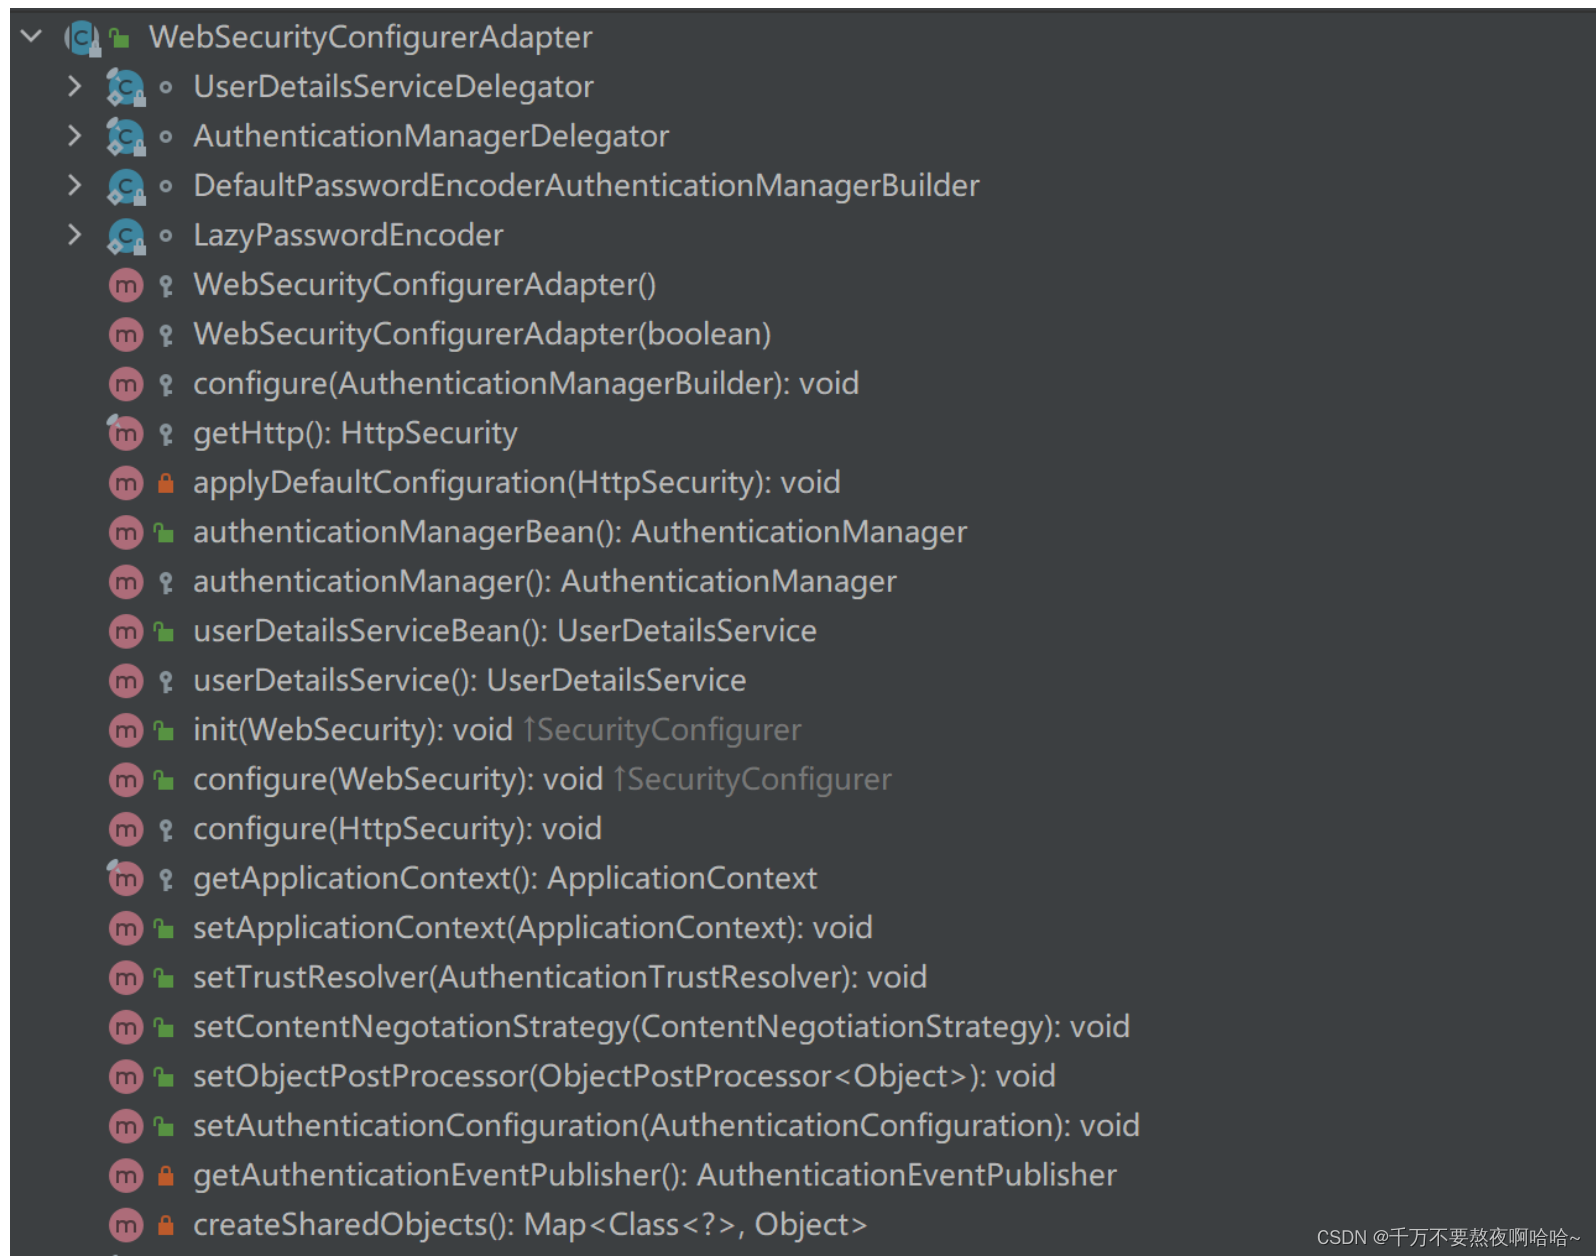 WebSecurityConfigurerAdapter
UserDetailsServiceDelegator
AuthenticationManagerDelegator
DefaultPasswordEncoderAuthenticationManagerBuilder
LazyPasswordEncoder
WebSecurityConfigurerAdapter()
WebSecurityConfigurerAdapter(boolean)
configure(AuthenticationManagerBuilder): void
getHttp(): HttpSecurity
applyDefaultConfiguration(HttpSecurity): void
authenticationManagerBean(): AuthenticationManager
authenticationManager(): AuthenticationManager
userDetailsServiceBean(): UserDetailsService
userDetailsService(): UserDetailsService
init(WebSecurity): void ↑SecurityConfigurer
configure(WebSecurity): void ↑SecurityConfigurer
configure(HttpSecurity): void
getApplicationContext(): ApplicationContext
setApplicationContext(ApplicationContext): void
setTrustResolver(AuthenticationTrustResolver): void
setContentNegotationStrategy(ContentNegotiationStrategy): void
setObjectPostProcessor(ObjectPostProcessor<Object>): void
setAuthenticationConfiguration(AuthenticationConfiguration): void
getAuthenticationEventPublisher(): AuthenticationEventPublisher
createSharedObjects(): Map<Class<?>, Object>
CSDN @千万不要熬夜啊哈哈~